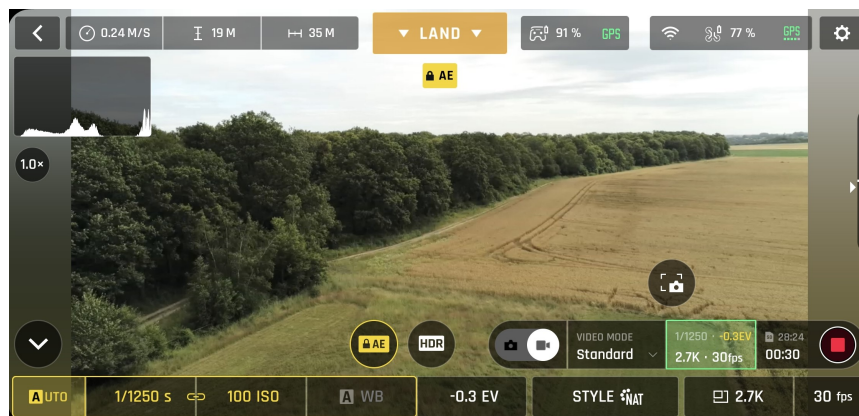 0.24 M/S
19 M
35 M
LAND
91 %
GPS
77 %
GPS
AE
1.0×
AE
HDR
VIDEO MODE
Standard
1/1250 · -0.3EV
2.7K · 30fps
28:24
00:30
AUTO
1/1250 s
100 ISO
A WB
-0.3 EV
STYLE NAT
2.7K
30 fps